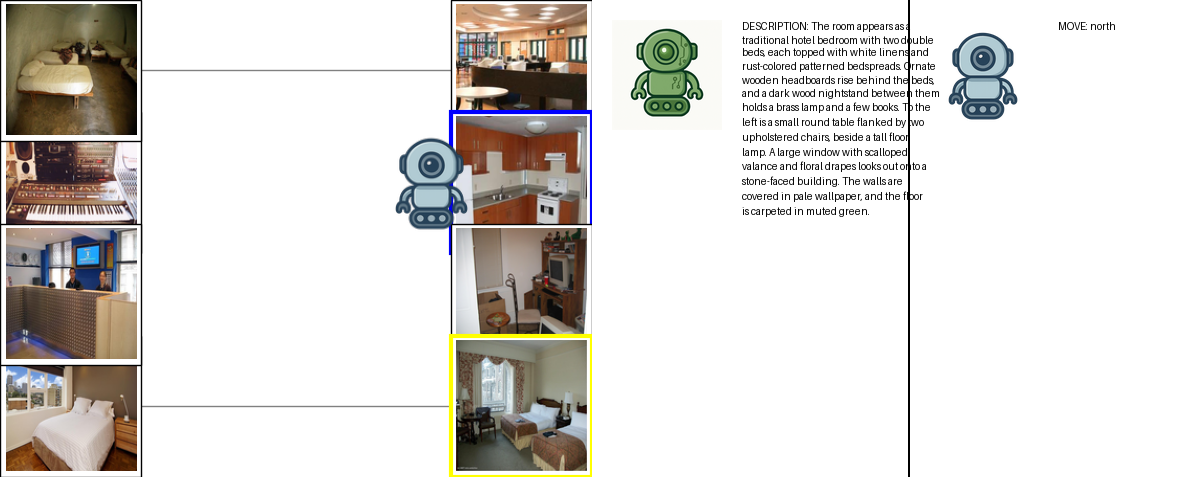 DESCRIPTION: The room appears as a
traditional hotel bedroom with two double
beds, each topped with white linens and
rust-colored patterned bedspreads. Ornate
wooden headboards rise behind the beds,
and a dark wood nightstand between them
holds a brass lamp and a few books. To the
left is a small round table flanked by two
upholstered chairs, beside a tall floor
lamp. A large window with scalloped
valance and floral drapes looks out onto a
stone-faced building. The walls are
covered in pale wallpaper, and the floor
is carpeted in muted green.
MOVE: north